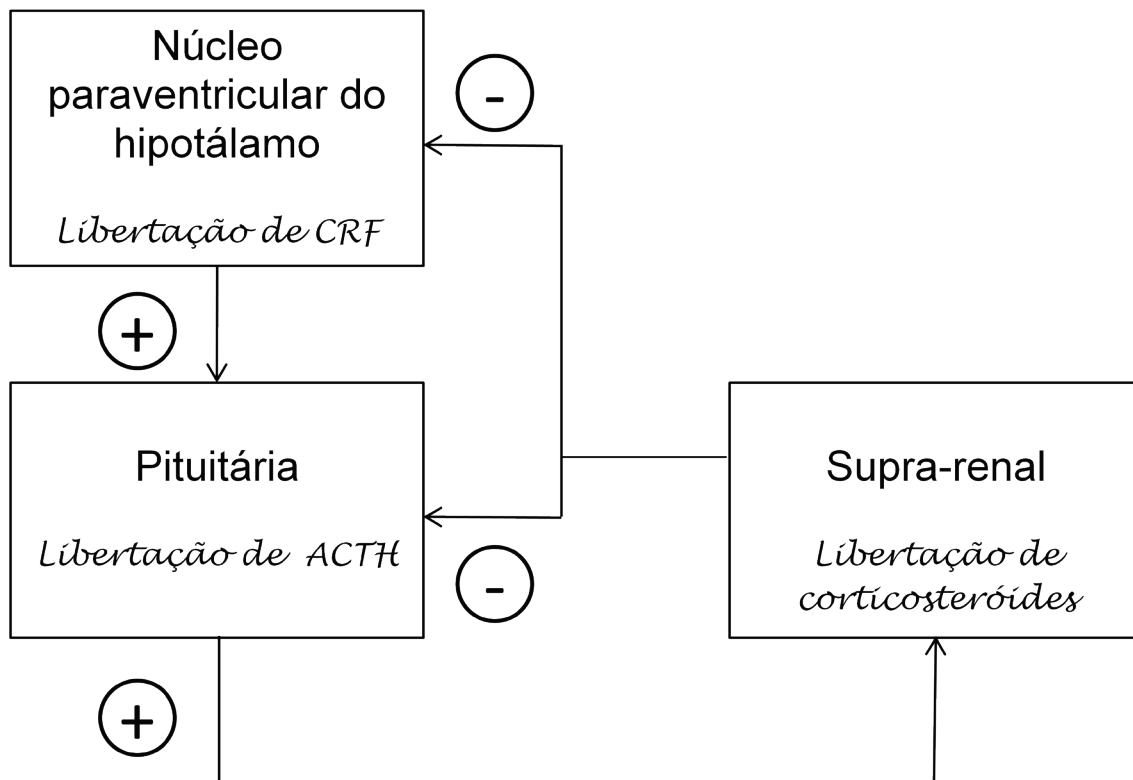 Núcleo
paraventricular do
hipotálamo
Libertação de CRF
-
+
Pituitária
Libertação de ACTH
-
+
Supra-renal
Libertação de
corticosteróides